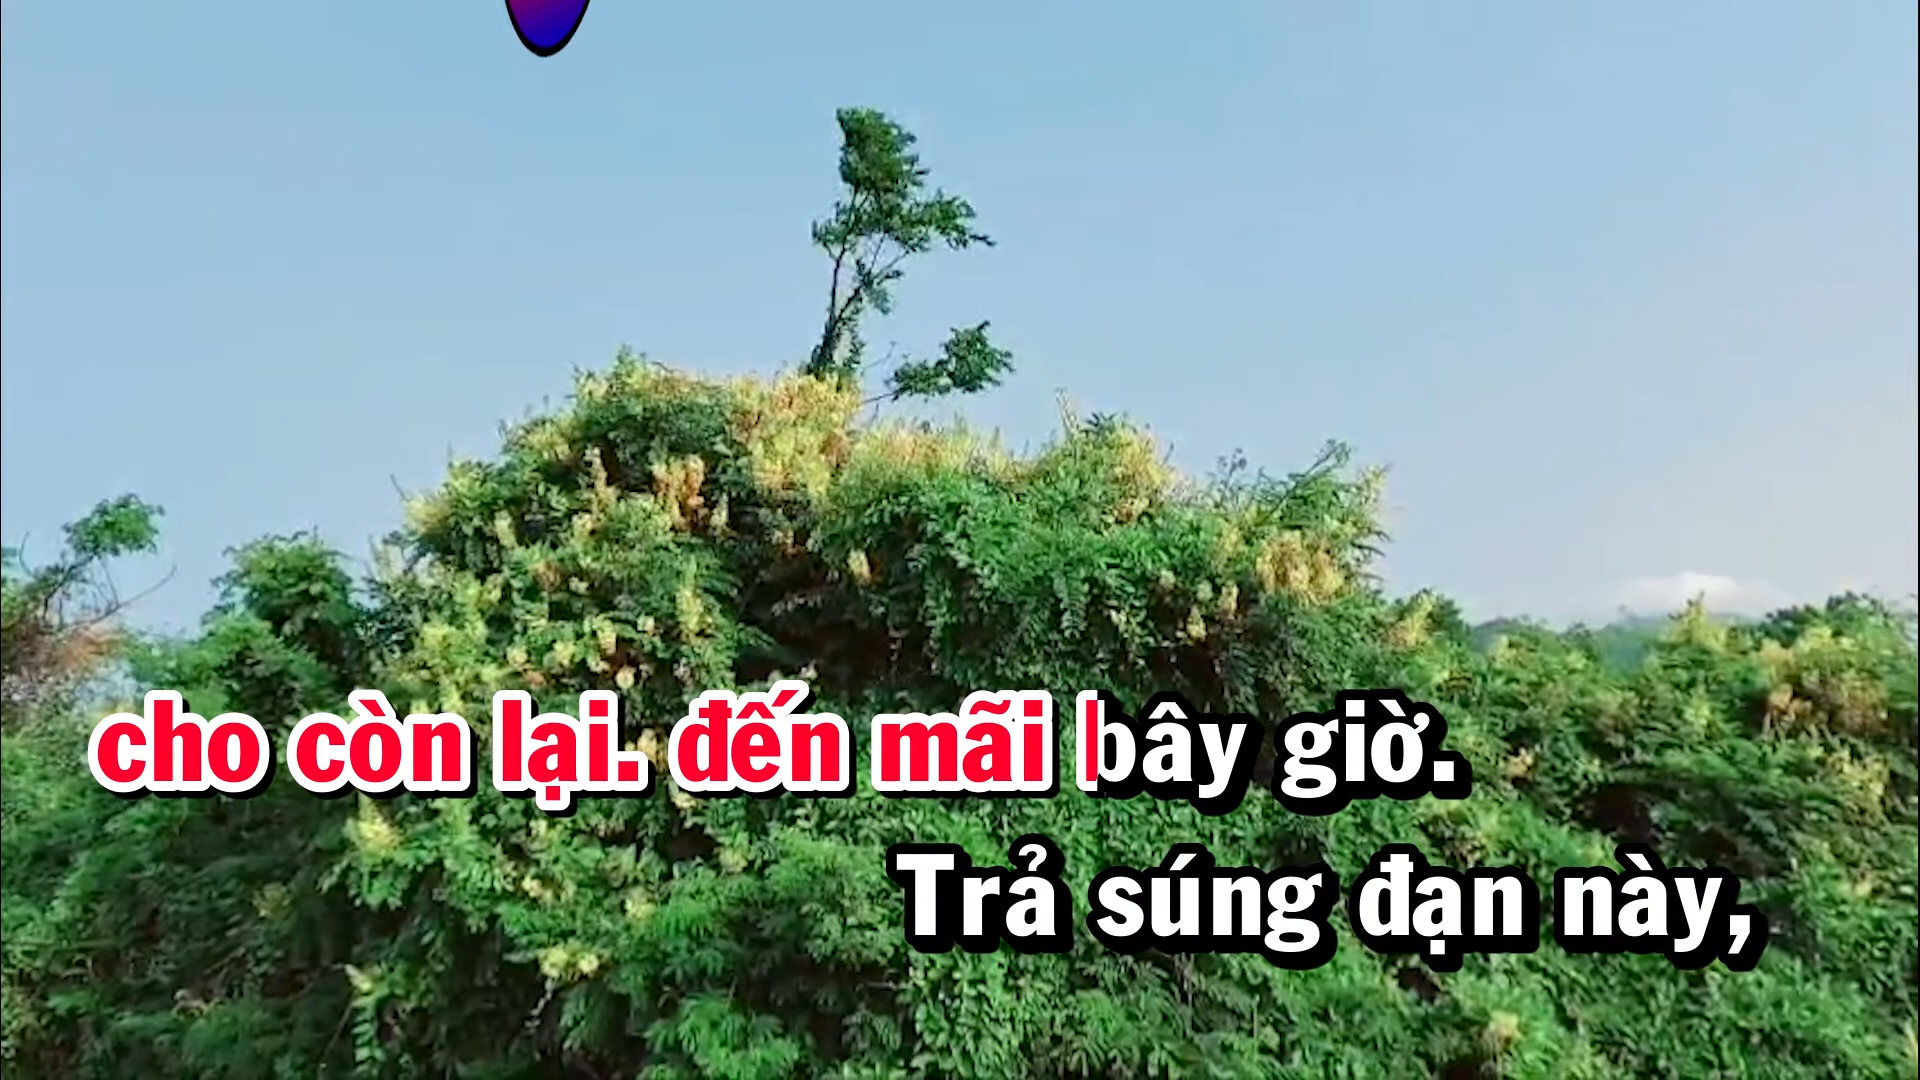 cho còn lại. đến mãi bây giờ.
Trả súng đạn này,